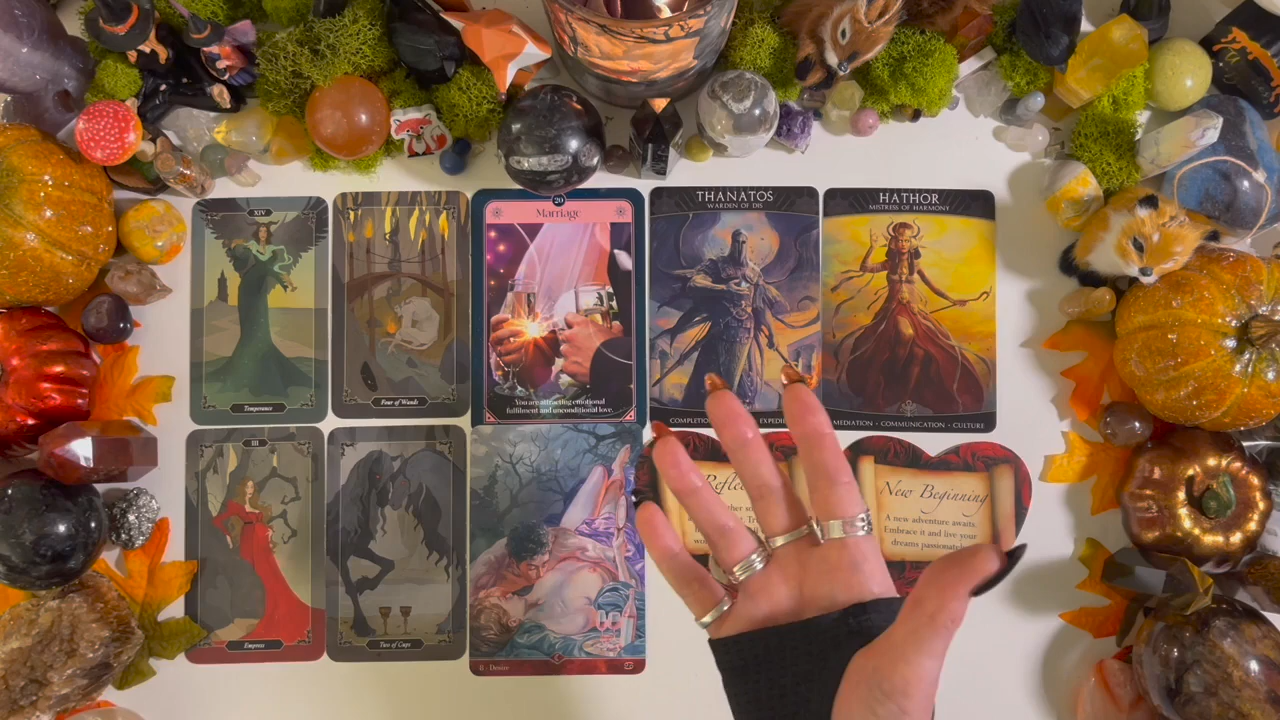 XIV
Temperance
Four of Wands
20
Marriage
You are attracting emotional
fulfillment and unconditional love.
THANATOS
WARDEN OF DIS
COMPLETION
HATHOR
MISTRESS OF HARMONY
MEDIATION • COMMUNICATION • CULTURE
III
Empress
Two of Cups
II - Desire
New Beginning
A new adventure awaits.
Embrace it and live your
dreams passionately.